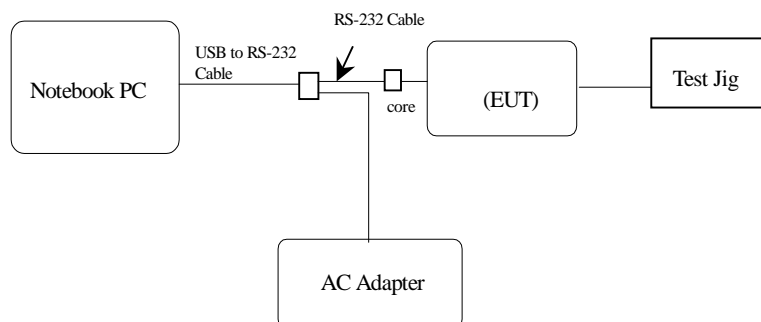 RS-232 Cable
USB to RS-232
Cable
Notebook PC
core
(EUT)
Test Jig
AC Adapter